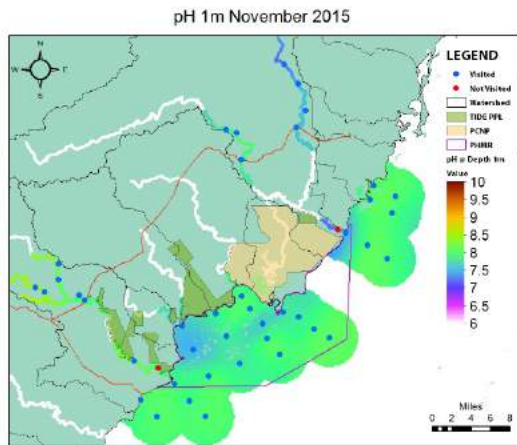 pH 1m November 2015
N
W
S
LEGEND
Visited
Not Visited
Watershed
TIDE PPL
PCNP
PHMR
pH @ Depth 1m
Value
10
9.5
9
8.5
8
7.5
7
6.5
6
Miles
0
2
4
6
8